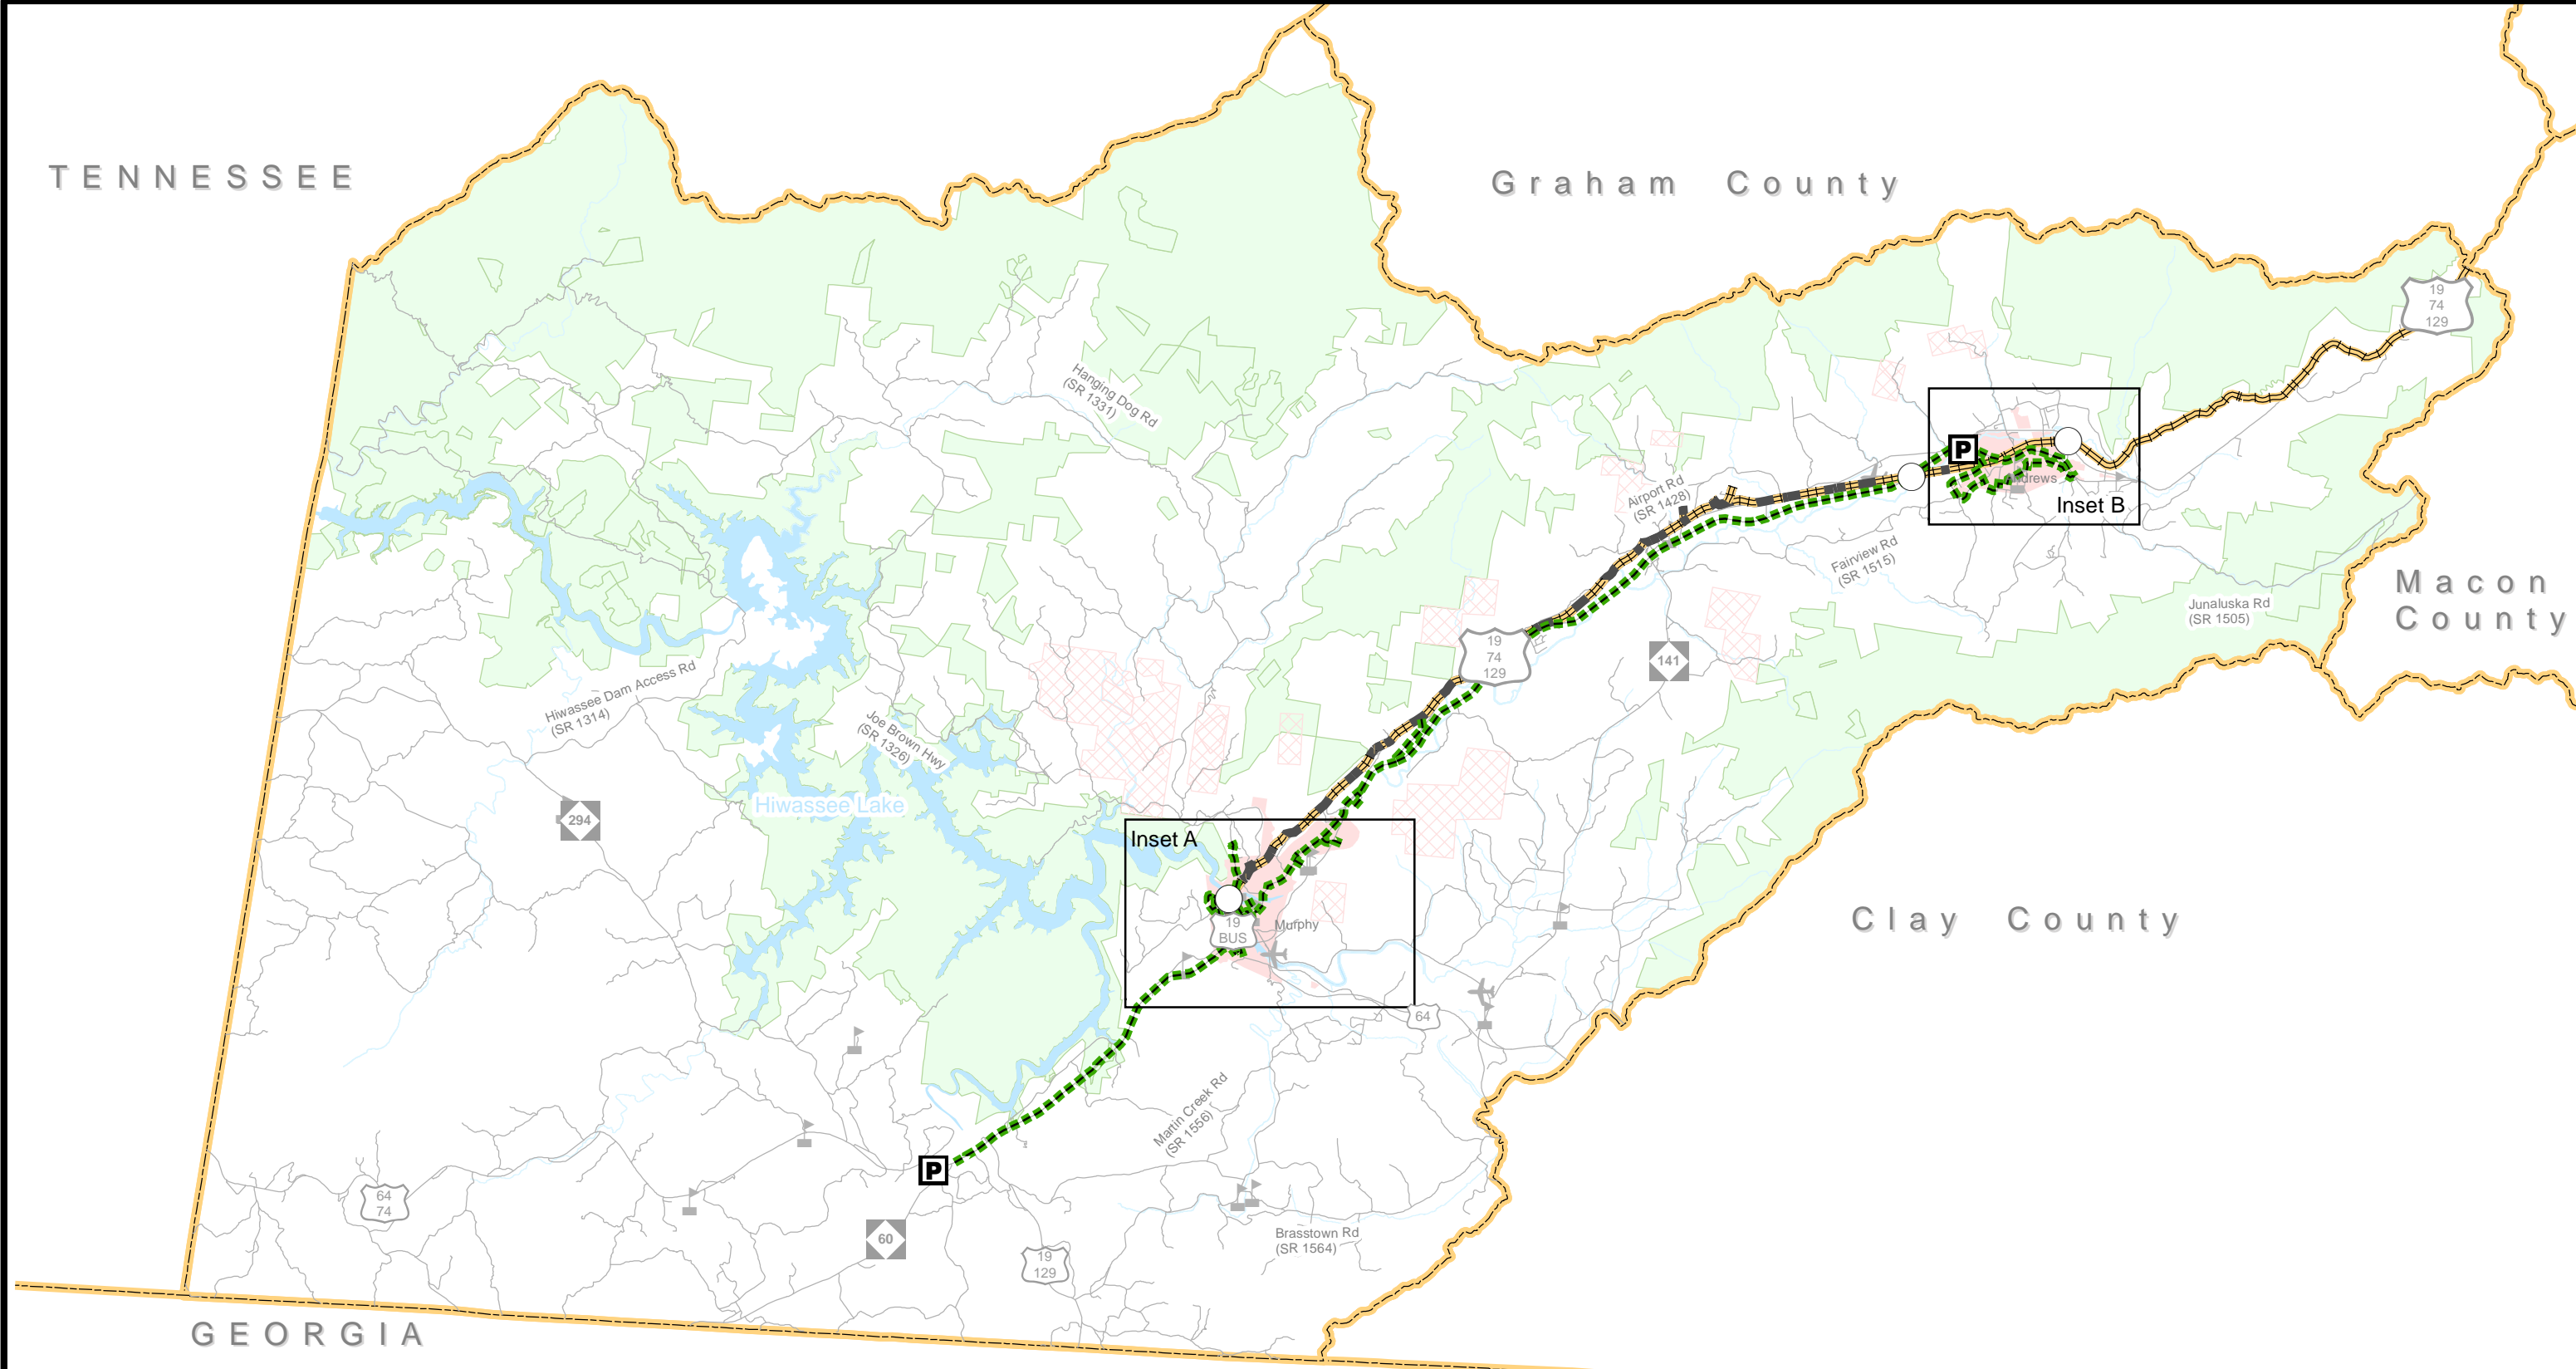 TENNESSEE
Graham County
19
74
129
Hanging Dog Rd
(SR 1331)
P
Andrews
Inset B
Airport Rd
(SR 1428)
Fairview Rd
(SR 1515)
Macon
County
Junaluska Rd
(SR 1505)
19
74
129
141
Hiwassee Dam Access Rd
(SR 1314)
Joe Brown Hwy
(SR 1326)
Hiwassee Lake
294
Inset A
19
BUS
Murphy
Clay County
64
Martin Creek Rd
(SR 1556)
P
64
74
60
19
129
Brasstown Rd
(SR 1564)
GEORGIA